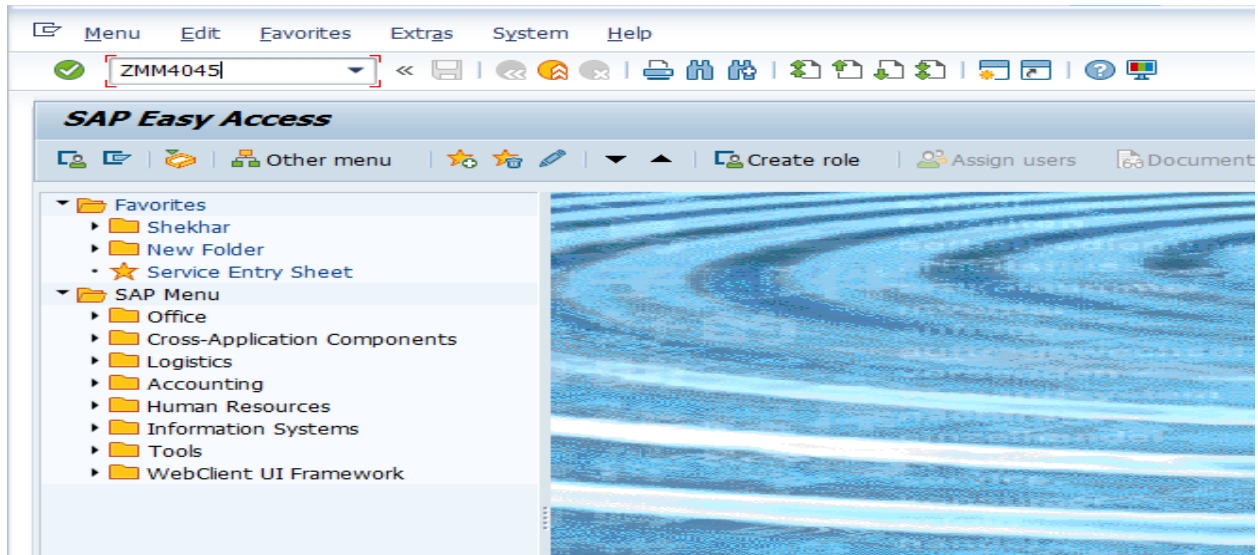 Menu Edit Favorites Extras System Help
ZMM4045
SAP Easy Access
Other menu Create role Assign users Document
Favorites
Shekhar
New Folder
Service Entry Sheet
SAP Menu
Office
Cross-Application Components
Logistics
Accounting
Human Resources
Information Systems
Tools
WebClient UI Framework